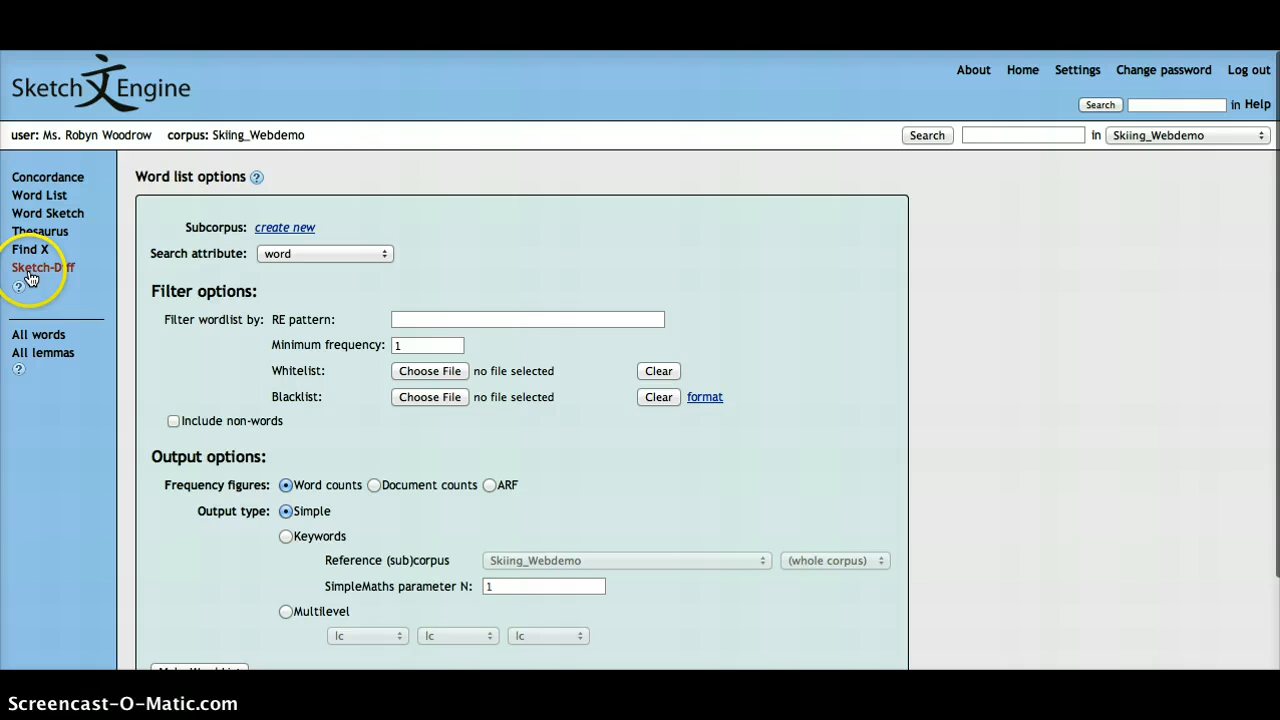 Sketch 文 Engine
About Home Settings Change password Log out
Search in Help
user: Ms. Robyn Woodrow corpus: Skiing_Webdemo
Search in Skiing_Webdemo
Concordance
Word List
Word Sketch
Thesaurus
Find X
Sketch-Diff
?
All words
All lemmas
?
Word list options ?
Subcorpus: create new
Search attribute: word
Filter options:
Filter wordlist by: RE pattern:
Minimum frequency: 1
Whitelist: Choose File no file selected Clear
Blacklist: Choose File no file selected Clear format
Include non-words
Output options:
Frequency figures: Word counts Document counts ARF
Output type: Simple
Keywords
Reference (sub)corpus Skiing_Webdemo (whole corpus)
SimpleMaths parameter N: 1
Multilevel
lc lc lc
Screencast-O-Matic.com